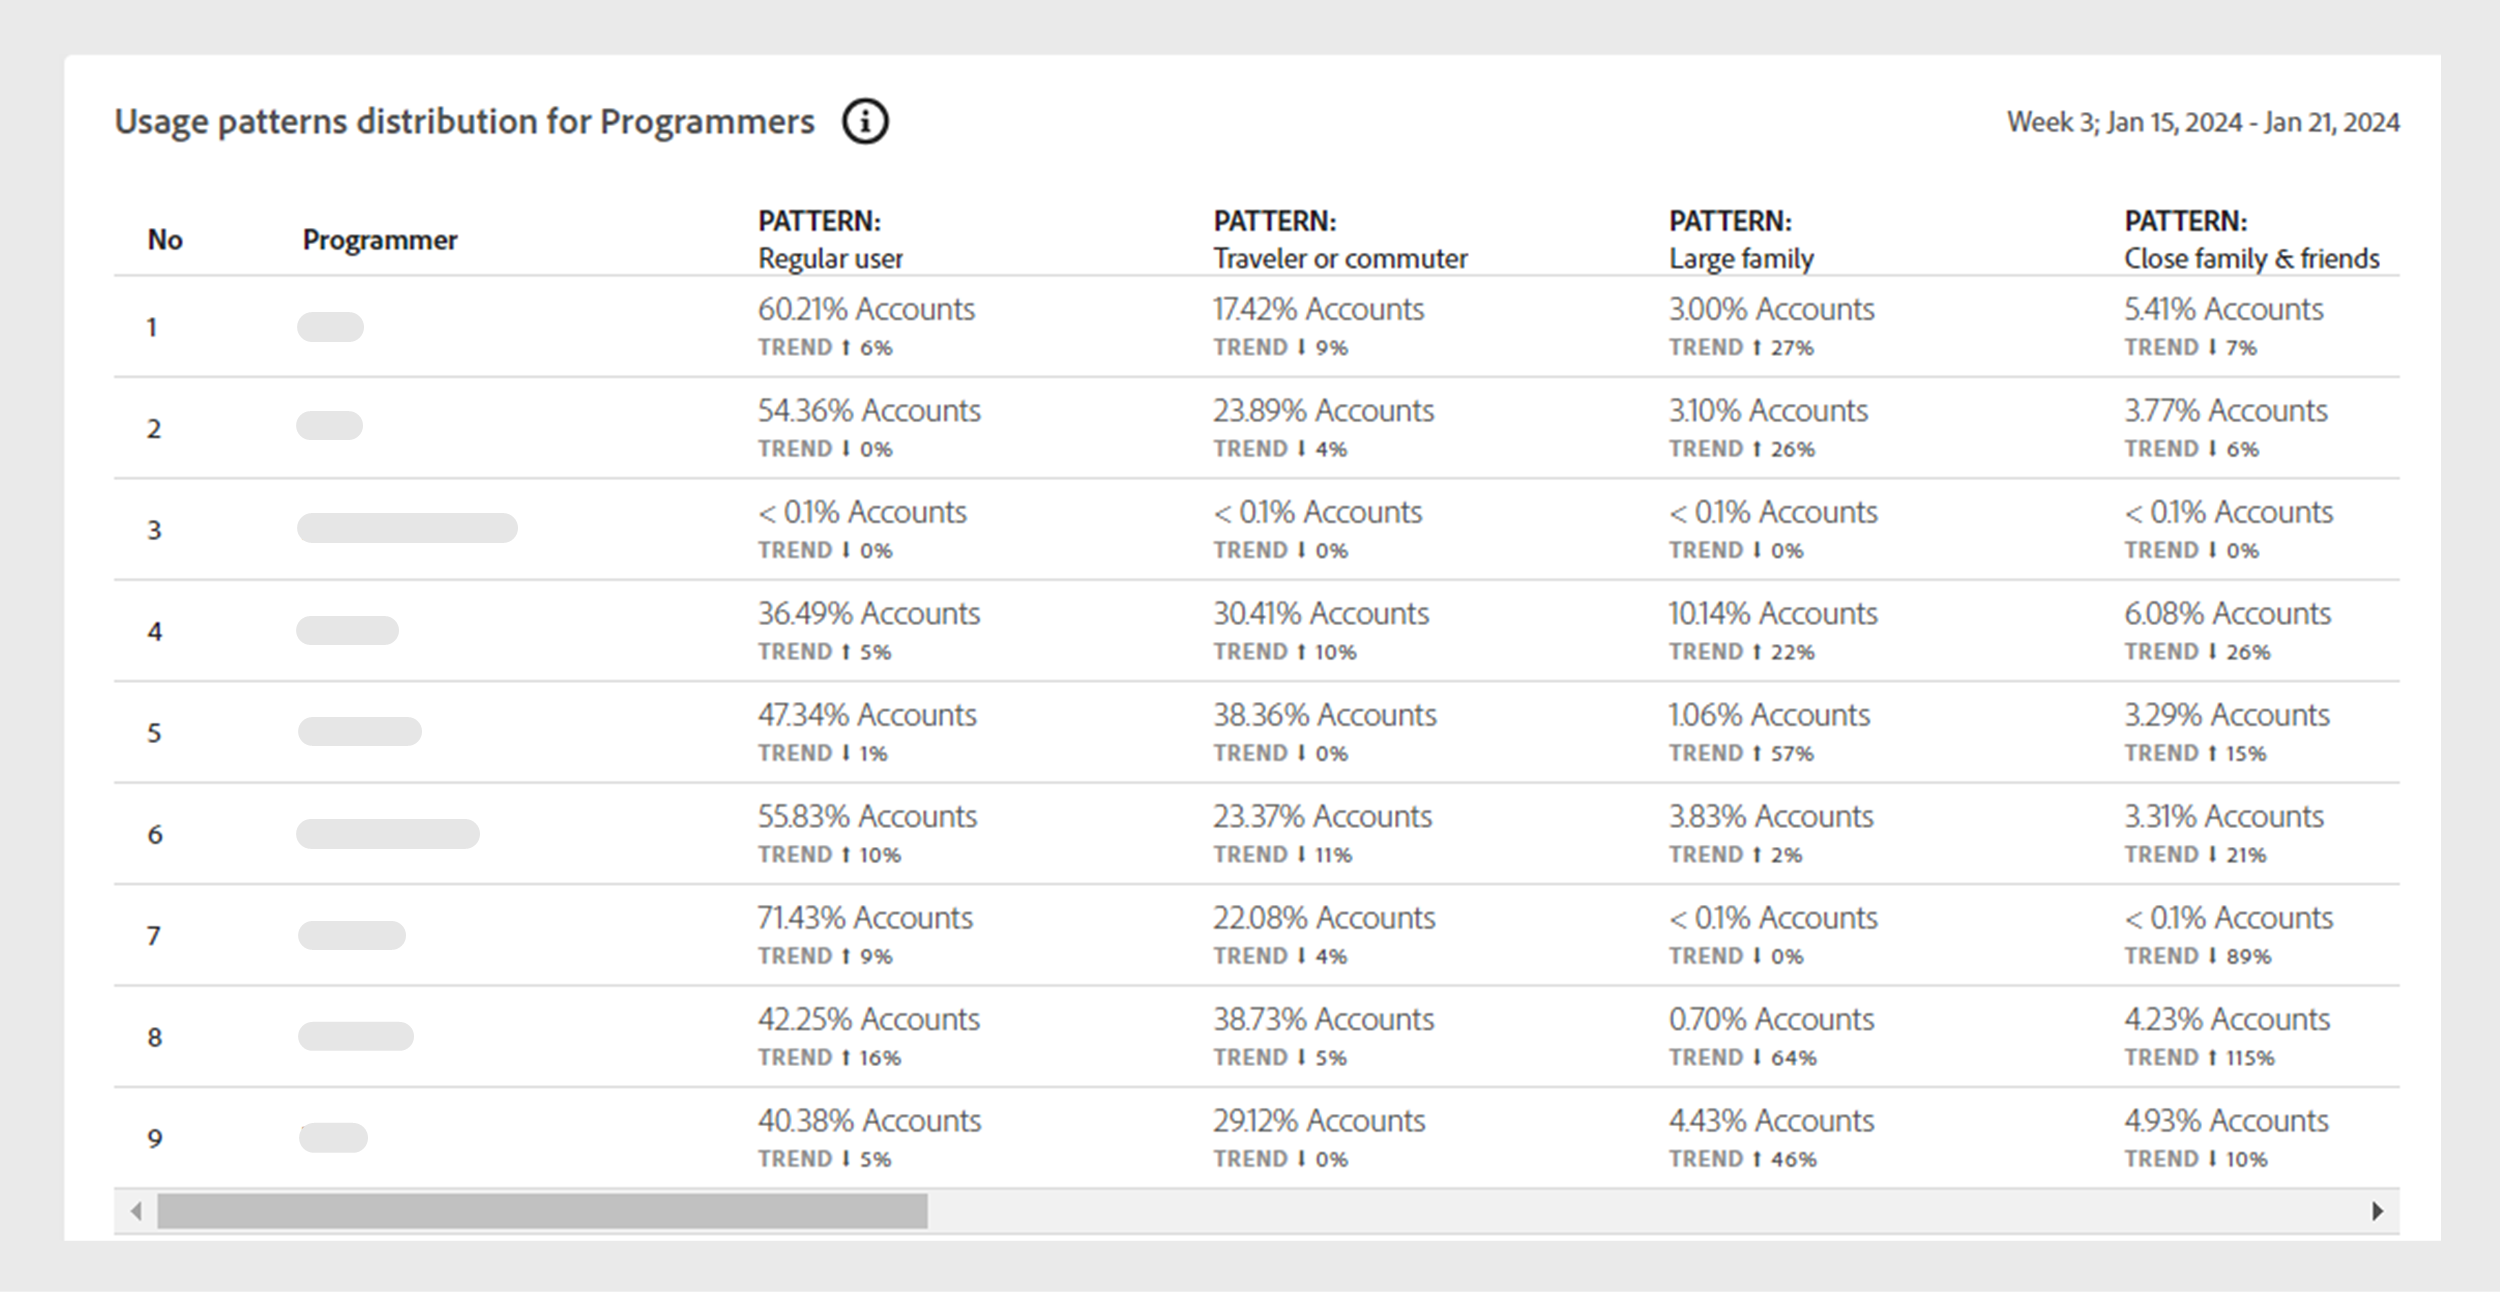 Usage patterns distribution for Programmers
Week 3; Jan 15, 2024 - Jan 21, 2024
No Programmer PATTERN: Regular user PATTERN: Traveler or commuter PATTERN: Large family PATTERN: Close family & friends
1 60.21% Accounts 17.42% Accounts 3.00% Accounts 5.41% Accounts
TREND ⬆ 6% TREND ⬇ 9% TREND ⬆ 27% TREND ⬇ 7%
2 54.36% Accounts 23.89% Accounts 3.10% Accounts 3.77% Accounts
TREND ⬇ 0% TREND ⬇ 4% TREND ⬆ 26% TREND ⬇ 6%
3 < 0.1% Accounts < 0.1% Accounts < 0.1% Accounts < 0.1% Accounts
TREND ⬇ 0% TREND ⬇ 0% TREND ⬇ 0% TREND ⬇ 0%
4 36.49% Accounts 30.41% Accounts 10.14% Accounts 6.08% Accounts
TREND ⬆ 5% TREND ⬆ 10% TREND ⬆ 22% TREND ⬇ 26%
5 47.34% Accounts 38.36% Accounts 1.06% Accounts 3.29% Accounts
TREND ⬇ 1% TREND ⬇ 0% TREND ⬆ 57% TREND ⬆ 15%
6 55.83% Accounts 23.37% Accounts 3.83% Accounts 3.31% Accounts
TREND ⬆ 10% TREND ⬇ 11% TREND ⬆ 2% TREND ⬇ 21%
7 71.43% Accounts 22.08% Accounts < 0.1% Accounts < 0.1% Accounts
TREND ⬆ 9% TREND ⬇ 4% TREND ⬇ 0% TREND ⬇ 89%
8 42.25% Accounts 38.73% Accounts 0.70% Accounts 4.23% Accounts
TREND ⬆ 16% TREND ⬇ 5% TREND ⬇ 64% TREND ⬆ 115%
9 40.38% Accounts 29.12% Accounts 4.43% Accounts 4.93% Accounts
TREND ⬇ 5% TREND ⬇ 0% TREND ⬆ 46% TREND ⬇ 10%